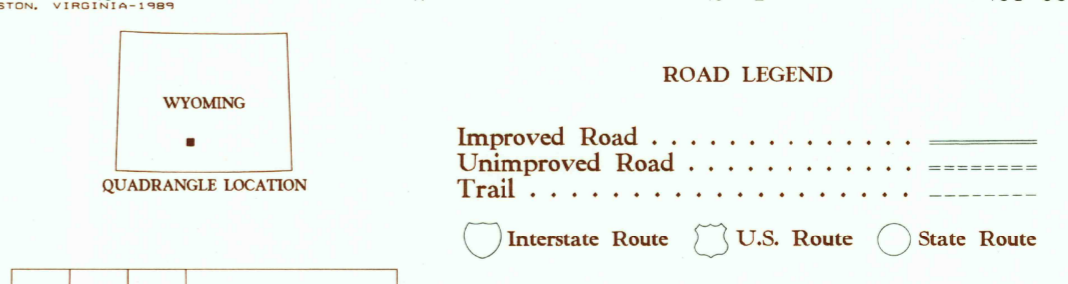 STON, VIRGINIA-1989
WYOMING
QUADRANGLE LOCATION
ROAD LEGEND
Improved Road . . . . . . . . . . . . . .
Unimproved Road . . . . . . . . . . . .
Trail . . . . . . . . . . . . . . . . . . . .
Interstate Route U.S. Route State Route